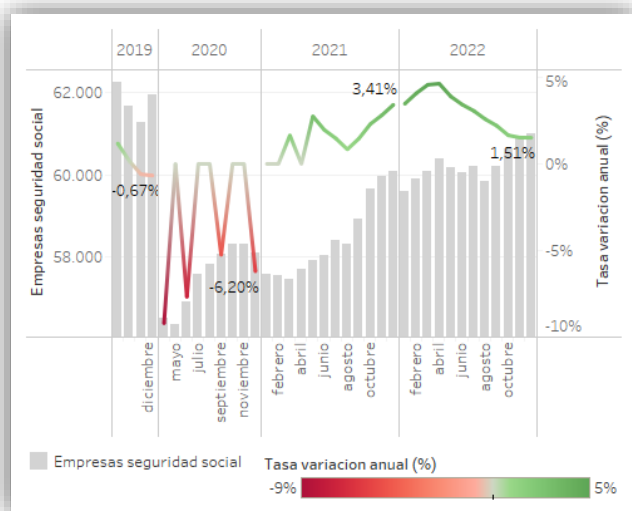 2019 2020 2021 2022
Empresas seguridad social
62.000
60.000
58.000
5%
0%
-5%
-10%
Tasa variacion anual (%)
-0,67%
-6,20%
3,41%
1,51%
diciembre
mayo
julio
septiembre
noviembre
febrero
abril
junio
agosto
octubre
febrero
abril
junio
agosto
octubre
Empresas seguridad social
Tasa variacion anual (%)
-9% 5%